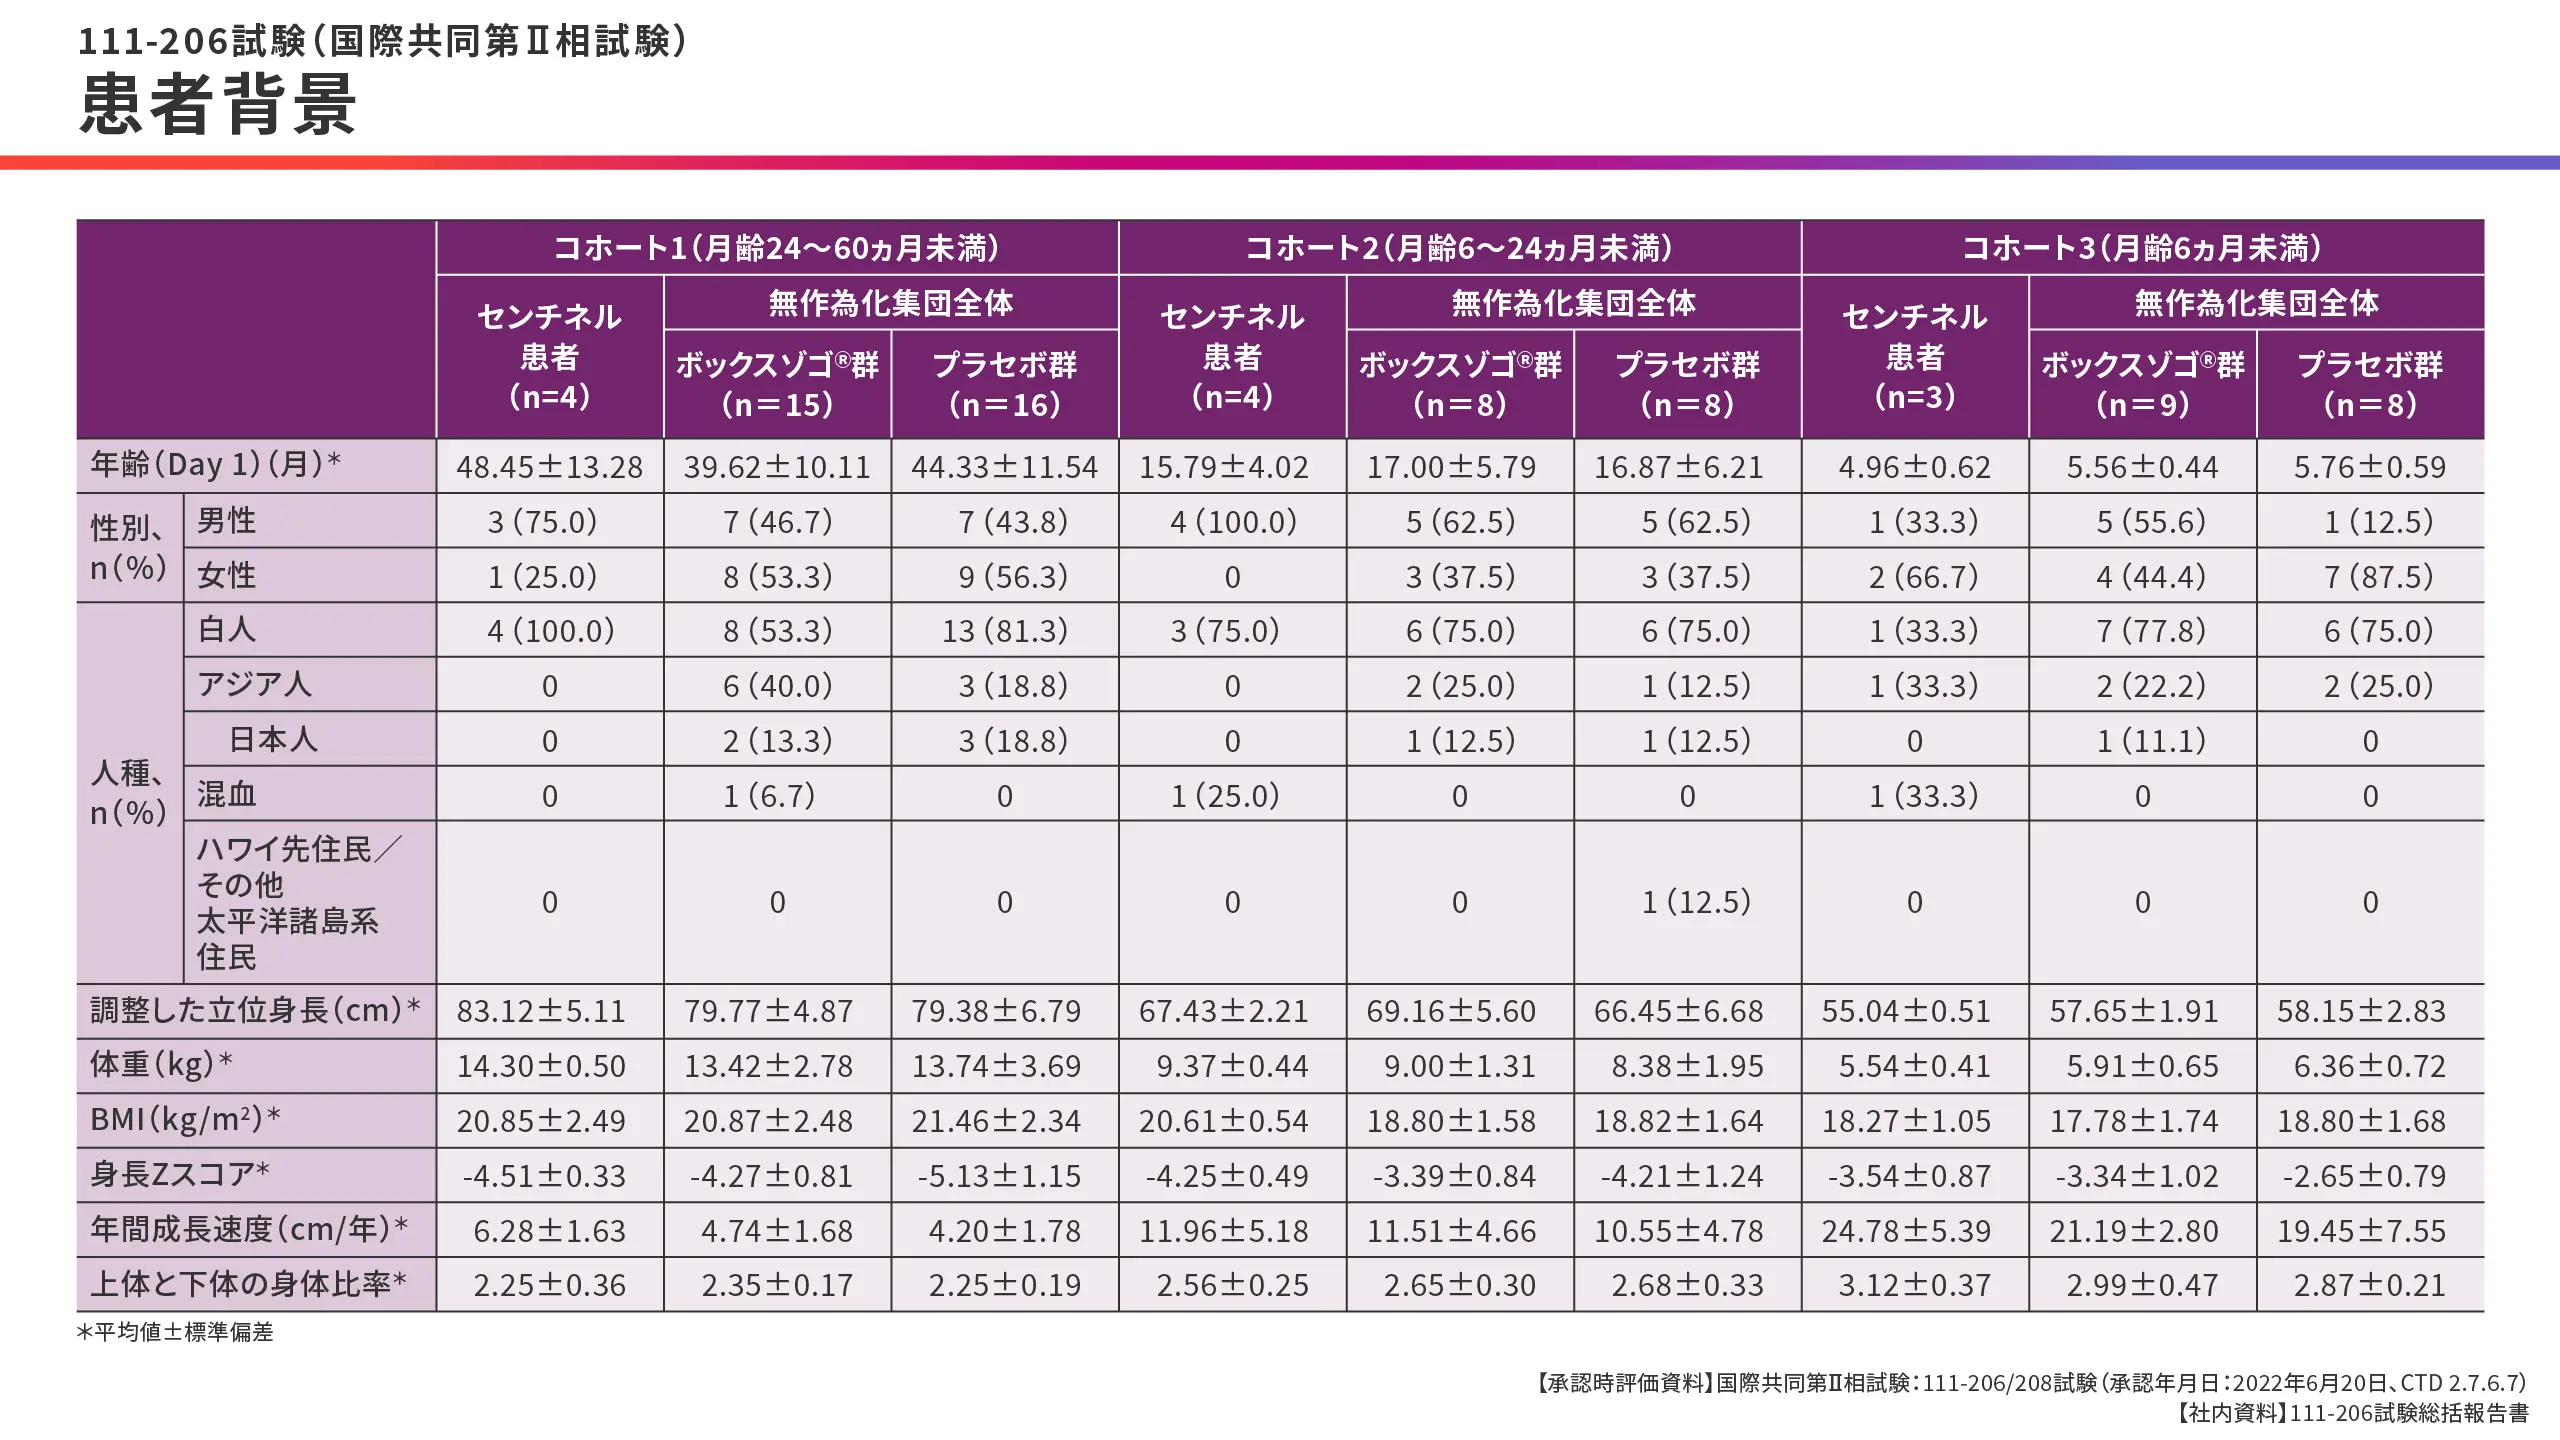 111-206試験（国際共同第Ⅱ相試験）
患者背景
コホート1（月齢24～60ヵ月未満） コホート2（月齢6～24ヵ月未満） コホート3（月齢6ヵ月未満）
センチネル患者（n=4） 無作為化集団全体 センチネル患者（n=4） 無作為化集団全体 センチネル患者（n=3） 無作為化集団全体
ボックスゾゴ®群（n＝15） プラセボ群（n＝16） ボックスゾゴ®群（n＝8） プラセボ群（n＝8） ボックスゾゴ®群（n＝9） プラセボ群（n＝8）
年齢（Day 1）（月）＊ 48.45±13.28 39.62±10.11 44.33±11.54 15.79±4.02 17.00±5.79 16.87±6.21 4.96±0.62 5.56±0.44 5.76±0.59
性別、n（％） 男性 3（75.0） 7（46.7） 7（43.8） 4（100.0） 5（62.5） 5（62.5） 1（33.3） 5（55.6） 1（12.5）
女性 1（25.0） 8（53.3） 9（56.3） 0 3（37.5） 3（37.5） 2（66.7） 4（44.4） 7（87.5）
人種、n（％） 白人 4（100.0） 8（53.3） 13（81.3） 3（75.0） 6（75.0） 6（75.0） 1（33.3） 7（77.8） 6（75.0）
アジア人 0 6（40.0） 3（18.8） 0 2（25.0） 1（12.5） 1（33.3） 2（22.2） 2（25.0）
日本人 0 2（13.3） 3（18.8） 0 1（12.5） 1（12.5） 0 1（11.1） 0
混血 0 1（6.7） 0 1（25.0） 0 0 1（33.3） 0 0
ハワイ先住民／その他太平洋諸島系住民 0 0 0 0 0 1（12.5） 0 0 0
調整した立位身長（cm）＊ 83.12±5.11 79.77±4.87 79.38±6.79 67.43±2.21 69.16±5.60 66.45±6.68 55.04±0.51 57.65±1.91 58.15±2.83
体重（kg）＊ 14.30±0.50 13.42±2.78 13.74±3.69 9.37±0.44 9.00±1.31 8.38±1.95 5.54±0.41 5.91±0.65 6.36±0.72
BMI（kg/m²）＊ 20.85±2.49 20.87±2.48 21.46±2.34 20.61±0.54 18.80±1.58 18.82±1.64 18.27±1.05 17.78±1.74 18.80±1.68
身長Zスコア＊ -4.51±0.33 -4.27±0.81 -5.13±1.15 -4.25±0.49 -3.39±0.84 -4.21±1.24 -3.54±0.87 -3.34±1.02 -2.65±0.79
年間成長速度（cm/年）＊ 6.28±1.63 4.74±1.68 4.20±1.78 11.96±5.18 11.51±4.66 10.55±4.78 24.78±5.39 21.19±2.80 19.45±7.55
上体と下体の身体比率＊ 2.25±0.36 2.35±0.17 2.25±0.19 2.56±0.25 2.65±0.30 2.68±0.33 3.12±0.37 2.99±0.47 2.87±0.21
＊平均値±標準偏差
【承認時評価資料】国際共同第Ⅱ相試験：111-206/208試験（承認年月日：2022年6月20日、CTD 2.7.6.7）
【社内資料】111-206試験総括報告書